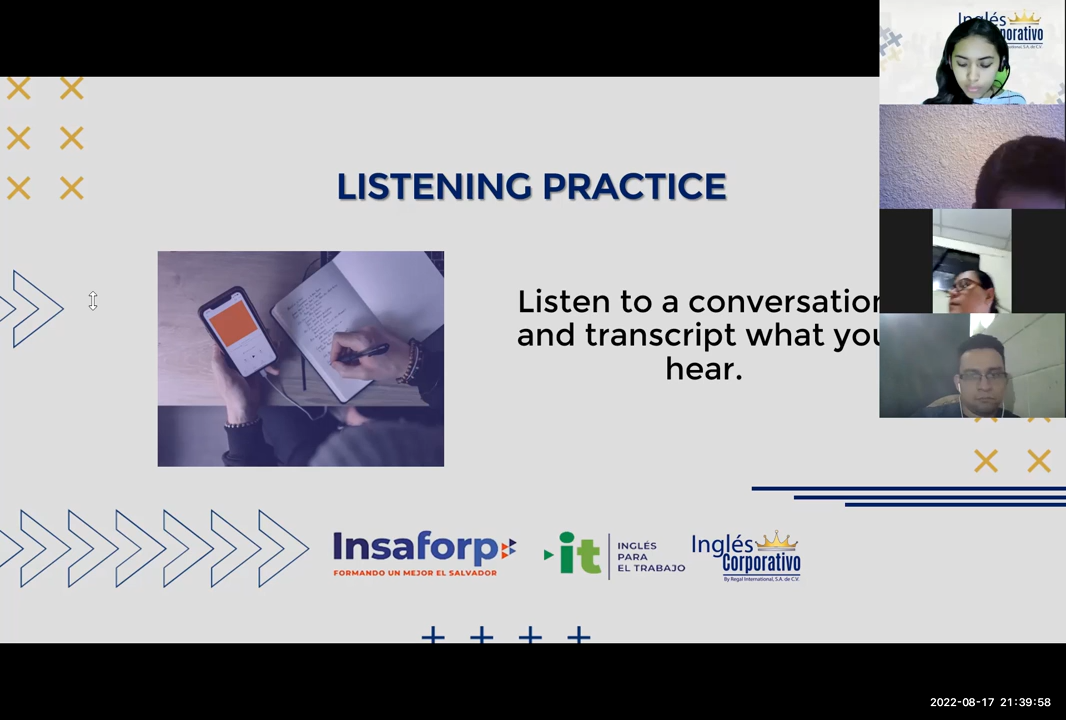 Inglés
porativo
LISTENING PRACTICE
Listen to a conversation
and transcript what you
hear.
Insaforp
FORMANDO UN MEJOR EL SALVADOR
it
INGLÉS
PARA
EL TRABAJO
Inglés
Corporativo
By Regal International, S.A. de C.V.
2022-08-17 21:39:58